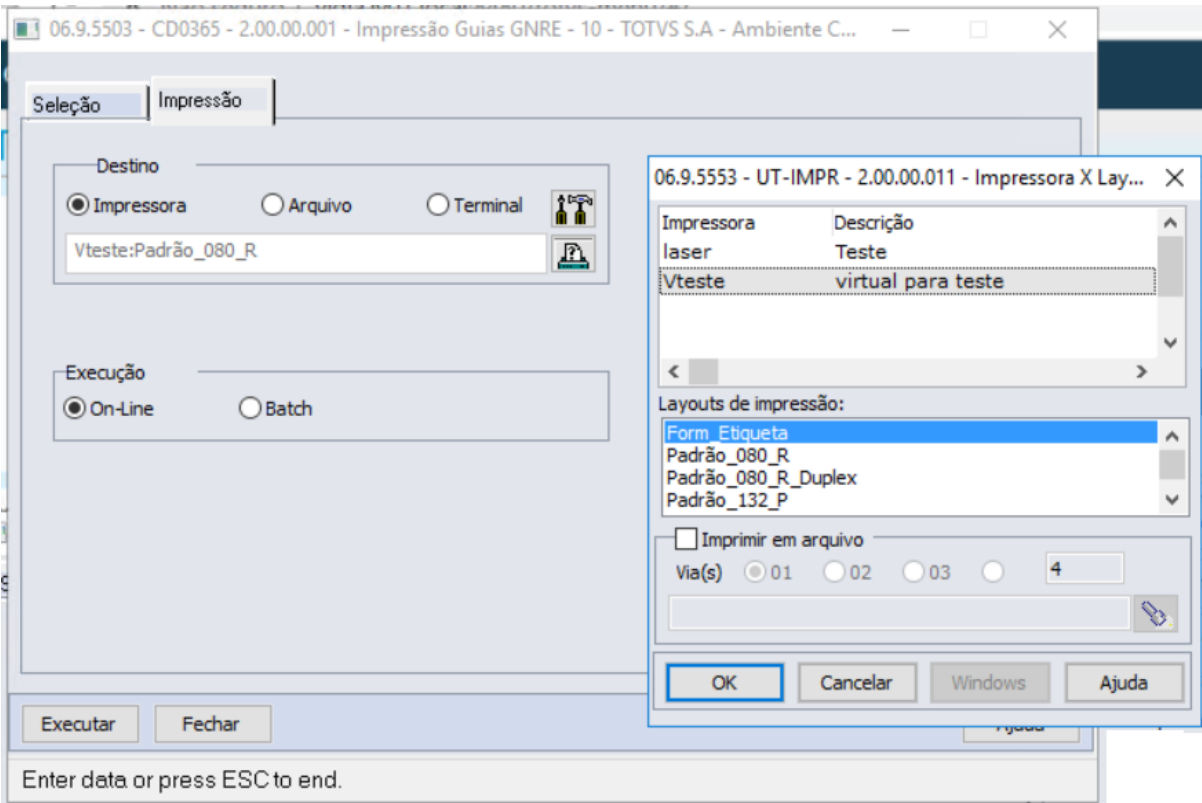 06.9.5503 - CD0365 - 2.00.00.001 - Impressão Guias GNRE - 10 - TOTVS S.A - Ambiente C...
Seleção
Impressão
Destino
Impressora
Arquivo
Terminal
Vteste:Padrão_080_R
Execução
On-Line
Batch
Executar
Fechar
Ajuda
Enter data or press ESC to end.
06.9.5553 - UT-IMPR - 2.00.00.011 - Impressora X Lay...
Impressora Descrição
laser Teste
Vteste virtual para teste
Layouts de impressão:
Form_Etiqueta
Padrão_080_R
Padrão_080_R_Duplex
Padrão_132_P
Imprimir em arquivo
Via(s) 01 02 03 4
OK
Cancelar
Windows
Ajuda